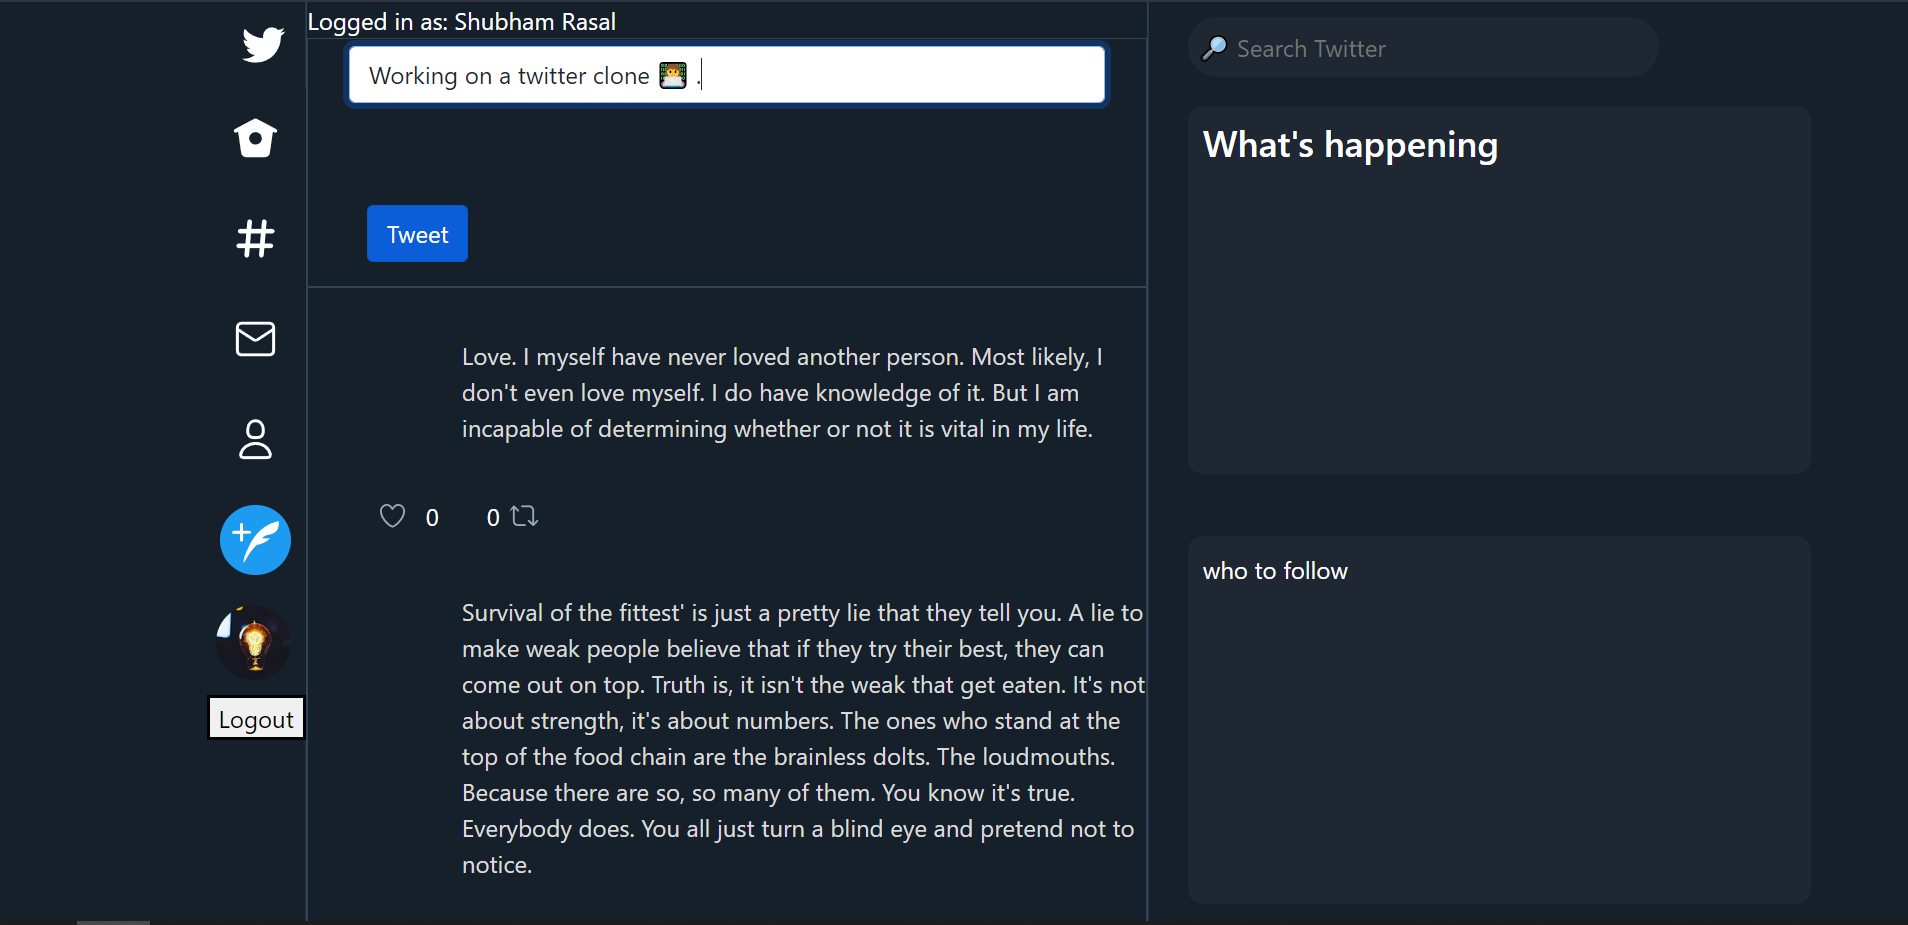 Logged in as: Shubham Rasal
Working on a twitter clone 👨‍💻 .
Tweet
Love. I myself have never loved another person. Most likely, I
don't even love myself. I do have knowledge of it. But I am
incapable of determining whether or not it is vital in my life.
0 0
Survival of the fittest' is just a pretty lie that they tell you. A lie to
make weak people believe that if they try their best, they can
come out on top. Truth is, it isn't the weak that get eaten. It's not
about strength, it's about numbers. The ones who stand at the
top of the food chain are the brainless dolts. The loudmouths.
Because there are so, so many of them. You know it's true.
Everybody does. You all just turn a blind eye and pretend not to
notice.
Logout
🔎 Search Twitter
What's happening
who to follow